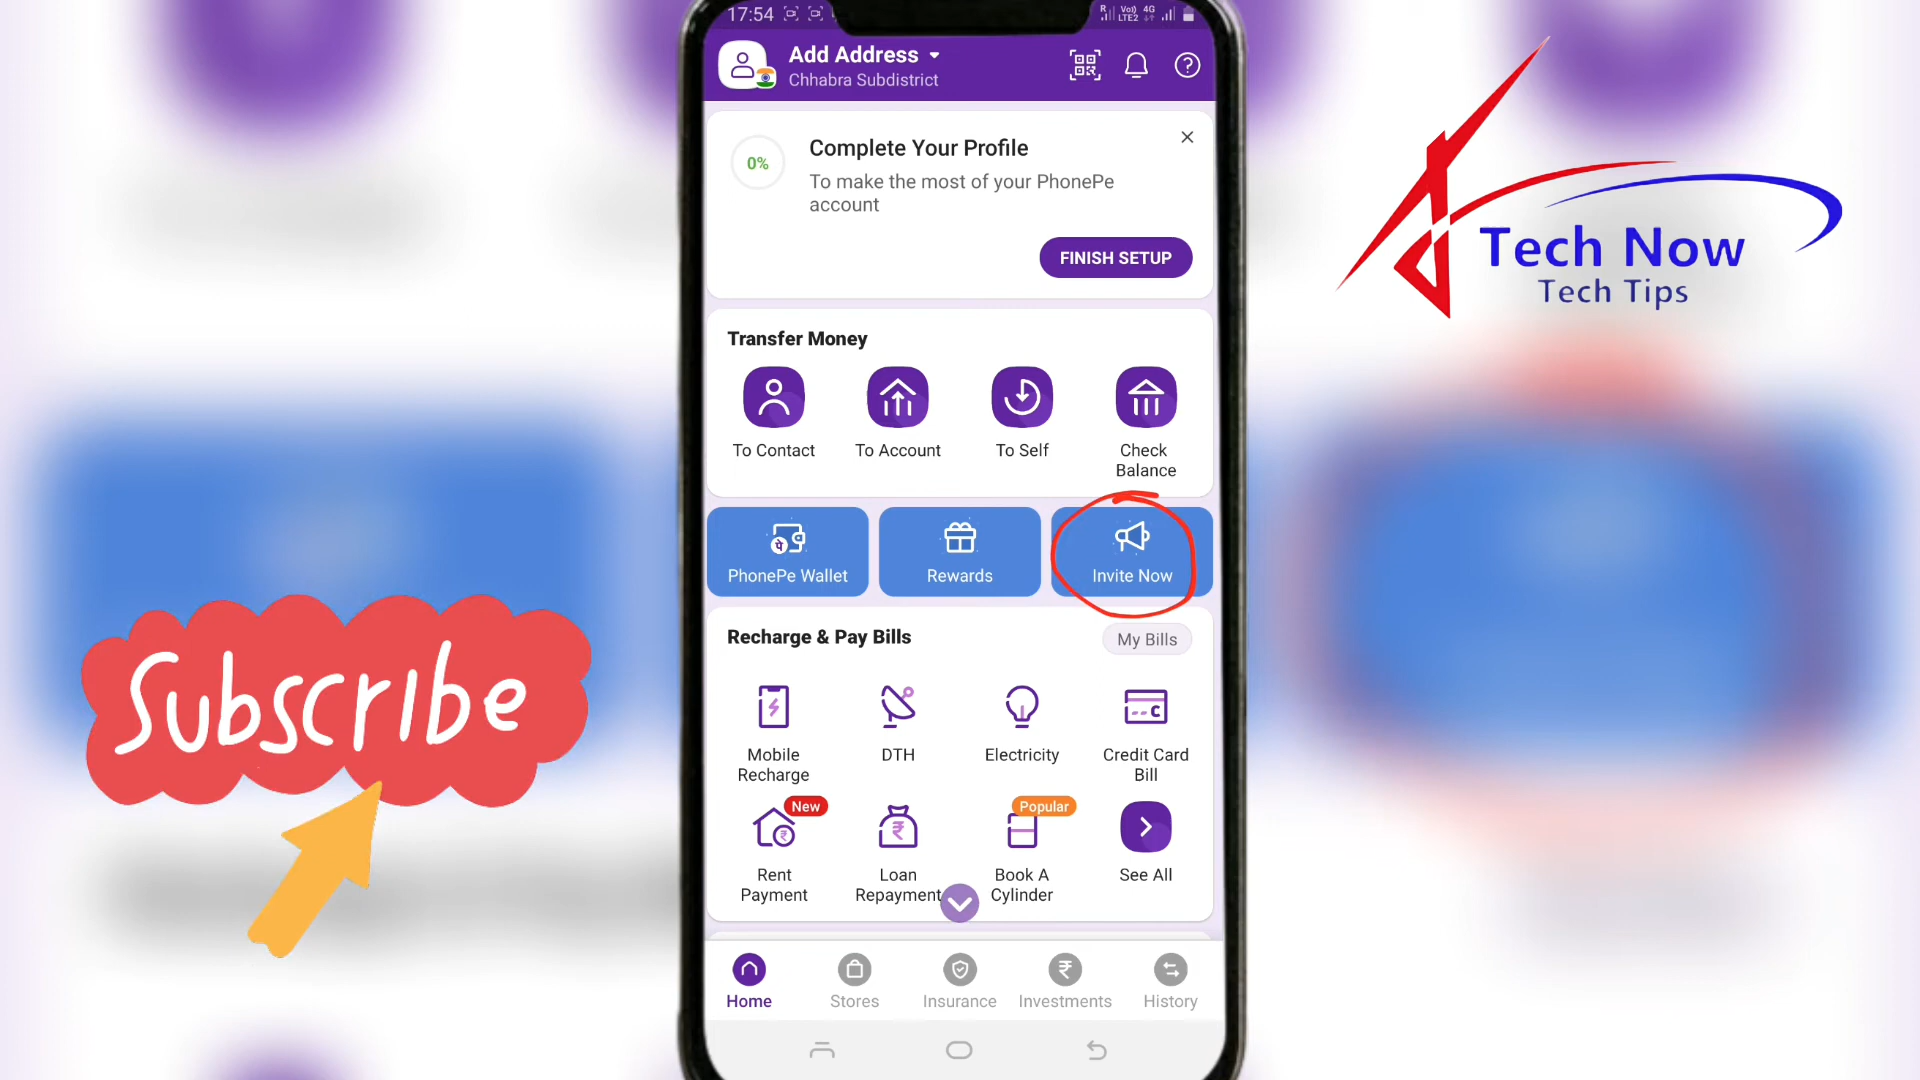 17:54
Vo) 4G
LTE2
Add Address
Chhabra Subdistrict
0%
Complete Your Profile
To make the most of your PhonePe
account
FINISH SETUP
Tech Now
Tech Tips
Transfer Money
To Contact
To Account
To Self
Check
Balance
PhonePe Wallet
Rewards
Invite Now
Recharge & Pay Bills
My Bills
Subscribe
Mobile
Recharge
DTH
Electricity
Credit Card
Bill
New
Popular
Rent
Payment
Loan
Repayment
Book A
Cylinder
See All
Home
Stores
Insurance
Investments
History